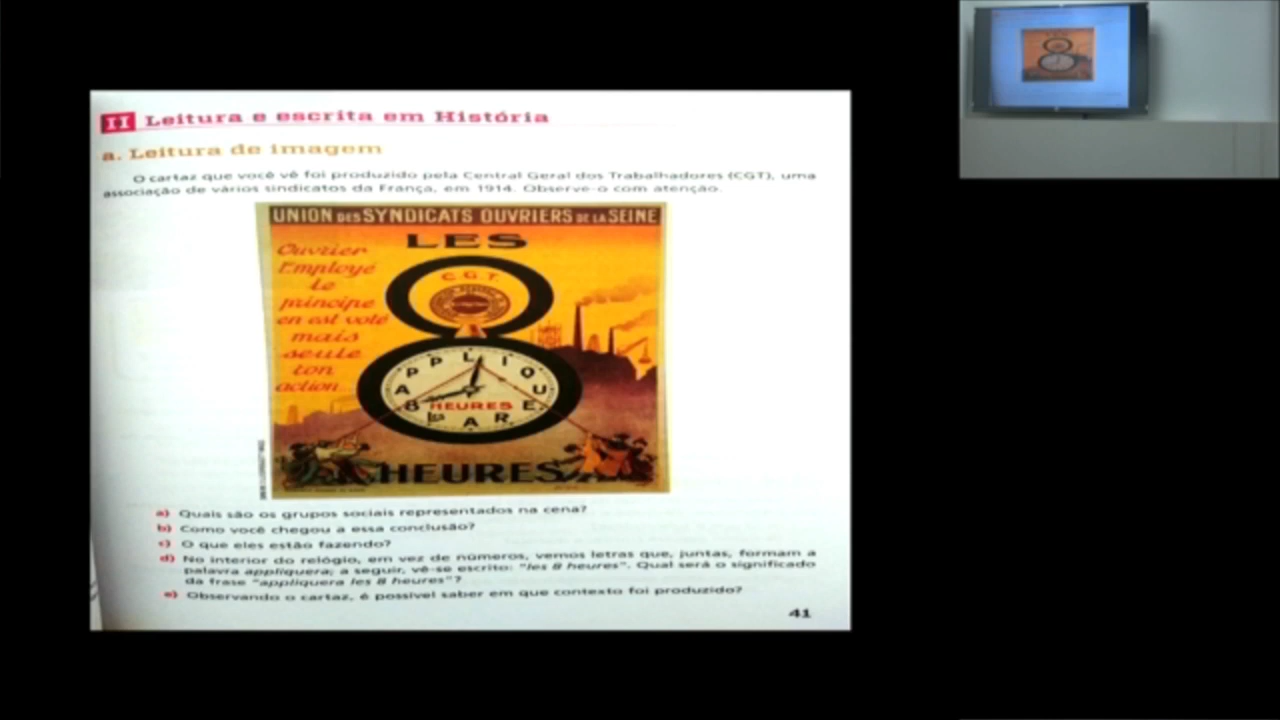 II Leitura e escrita em História
a. Leitura de imagem
O cartaz que você vê foi produzido pela Central Geral dos Trabalhadores (CGT), uma
associação de vários sindicatos da França, em 1914. Observe-o com atenção.
UNION DES SYNDICATS OUVRIERS DE LA SEINE
LES
Ouvrier
Employé
le
principe
en est voté
mais
seule
ton
action...
C.G.T.
APPLIQUERA
LES
8 HEURES
HEURES
a) Quais são os grupos sociais representados na cena?
b) Como você chegou a essa conclusão?
c) O que eles estão fazendo?
d) No interior do relógio, em vez de números, vemos letras que, juntas, formam a
palavra appliquera; a seguir, vê-se escrito: "les 8 heures". Qual será o significado
da frase "appliquera les 8 heures"?
e) Observando o cartaz, é possível saber em que contexto foi produzido?
41